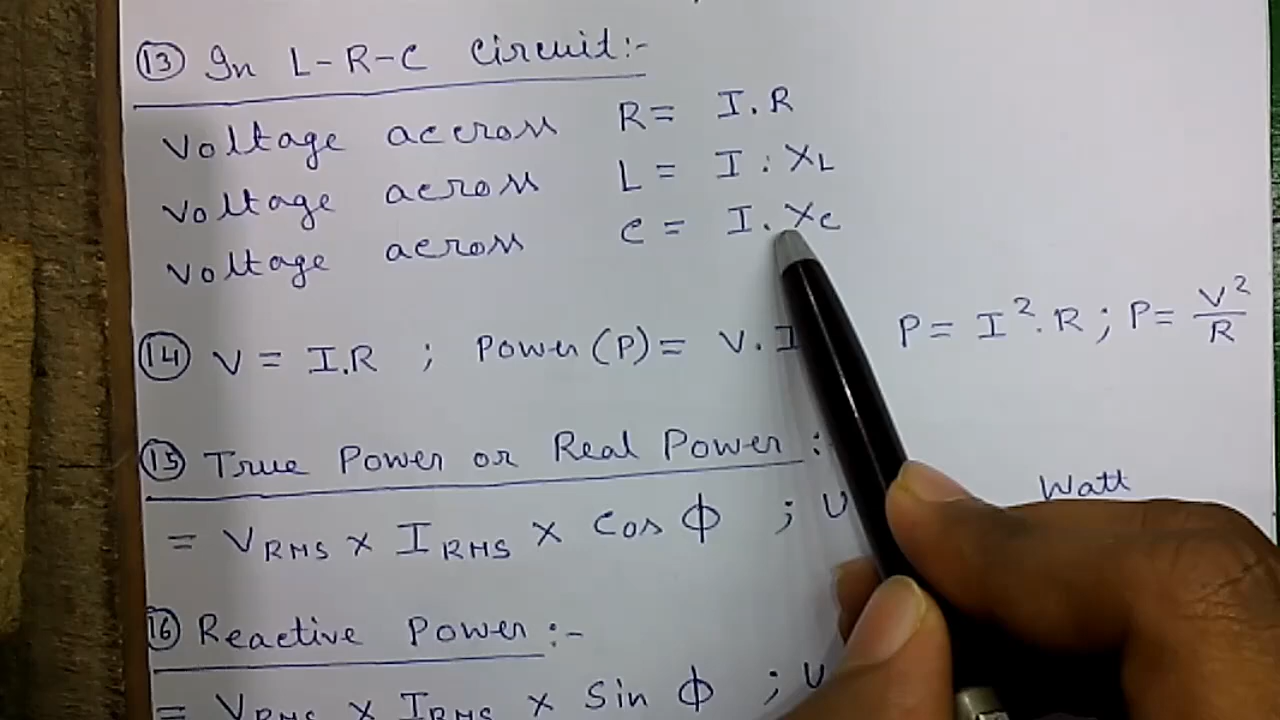 (13) In L-R-C Circuit:-
Voltage accross R = I.R
Voltage across L = I.XL
Voltage across C = I.Xc
(14) V = I.R ; Power (P) = V.I P = I².R ; P = V²/R
(15) True Power or Real Power :
= VRMS x IRMS x Cos ϕ ; U Watt
(16) Reactive Power :-
= VRMS x IRMS x Sin ϕ ; U